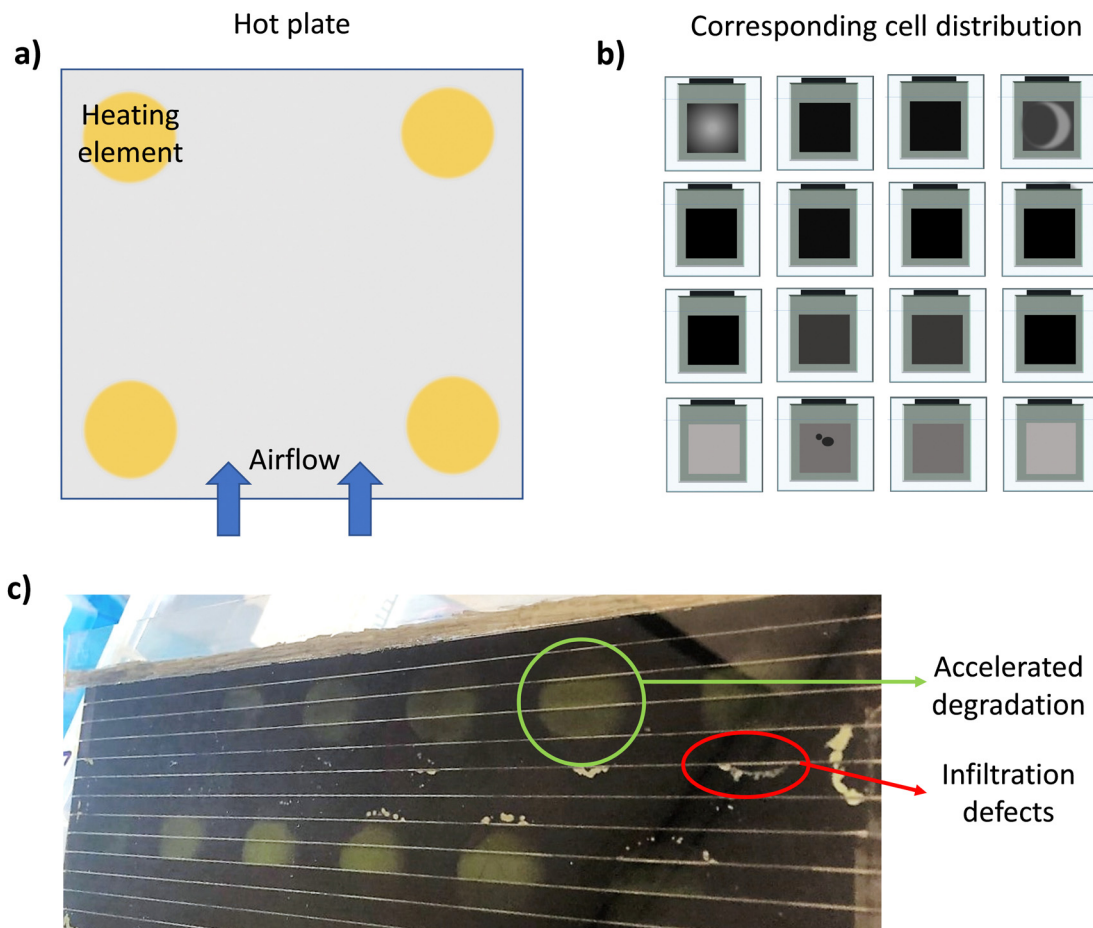 Hot plate
Corresponding cell distribution
a)
b)
Heating
element
Airflow
c)
Accelerated
degradation
Infiltration
defects